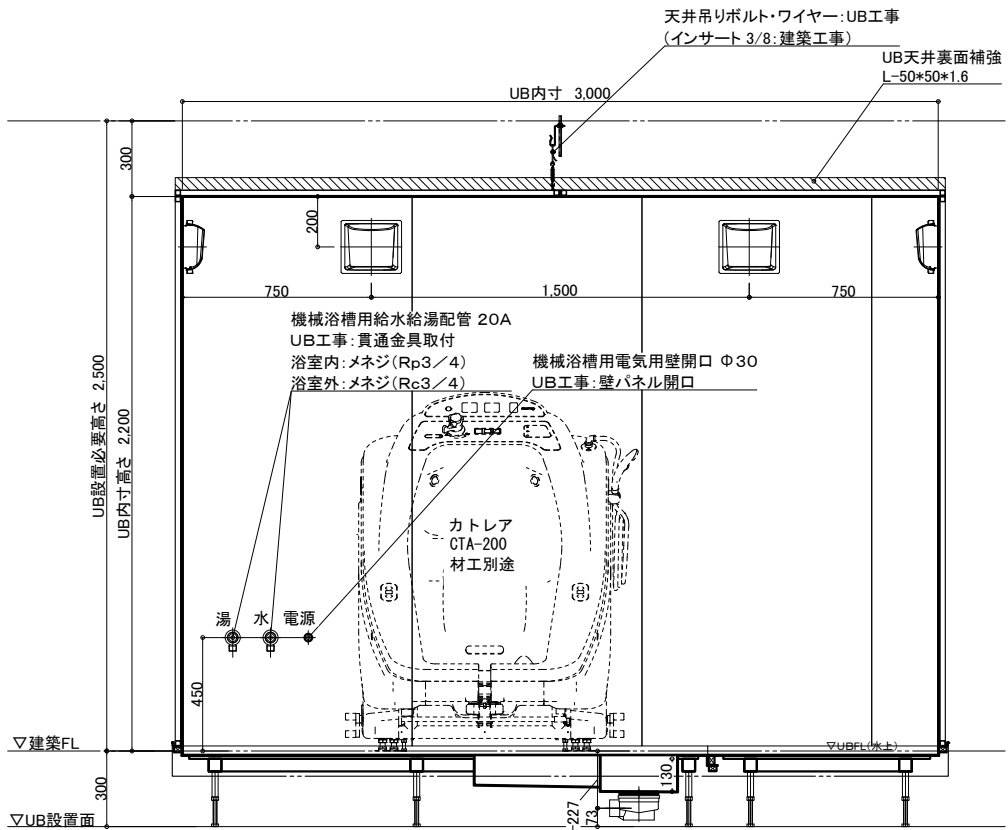 天井吊りボルト・ワイヤー：UB工事
（インサート 3/8：建築工事）
UB天井裏面補強
L-50*50*1.6
UB内寸 3,000
300
200
750
1,500
750
機械浴槽用給水給湯配管 20A
UB工事：貫通金具取付
浴室内：メネジ（Rp3／4）
浴室外：メネジ（Rc3／4）
機械浴槽用電気用壁開口 Φ30
UB工事：壁パネル開口
UB設置必要高さ 2,500
UB内寸高さ 2,200
カトレア
CTA-200
材工別途
湯 水 電源
450
▽建築FL
▽UBFL(水上)
300
130
-227
73
▽UB設置面